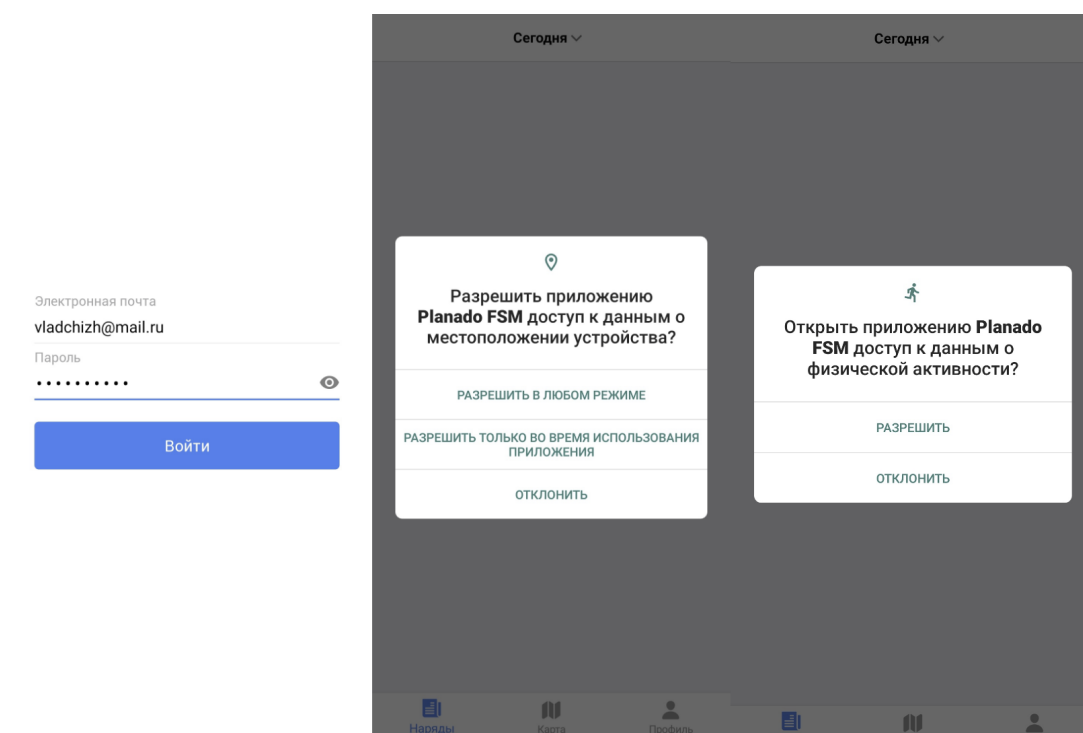 Электронная почта
vladchizh@mail.ru
Пароль
••••••••••
Войти
Сегодня
Разрешить приложению
Planado FSM доступ к данным о
местоположении устройства?
РАЗРЕШИТЬ В ЛЮБОМ РЕЖИМЕ
РАЗРЕШИТЬ ТОЛЬКО ВО ВРЕМЯ ИСПОЛЬЗОВАНИЯ
ПРИЛОЖЕНИЯ
ОТКЛОНИТЬ
Наряды
Карта
Профиль
Сегодня
Открыть приложению Planado
FSM доступ к данным о
физической активности?
РАЗРЕШИТЬ
ОТКЛОНИТЬ